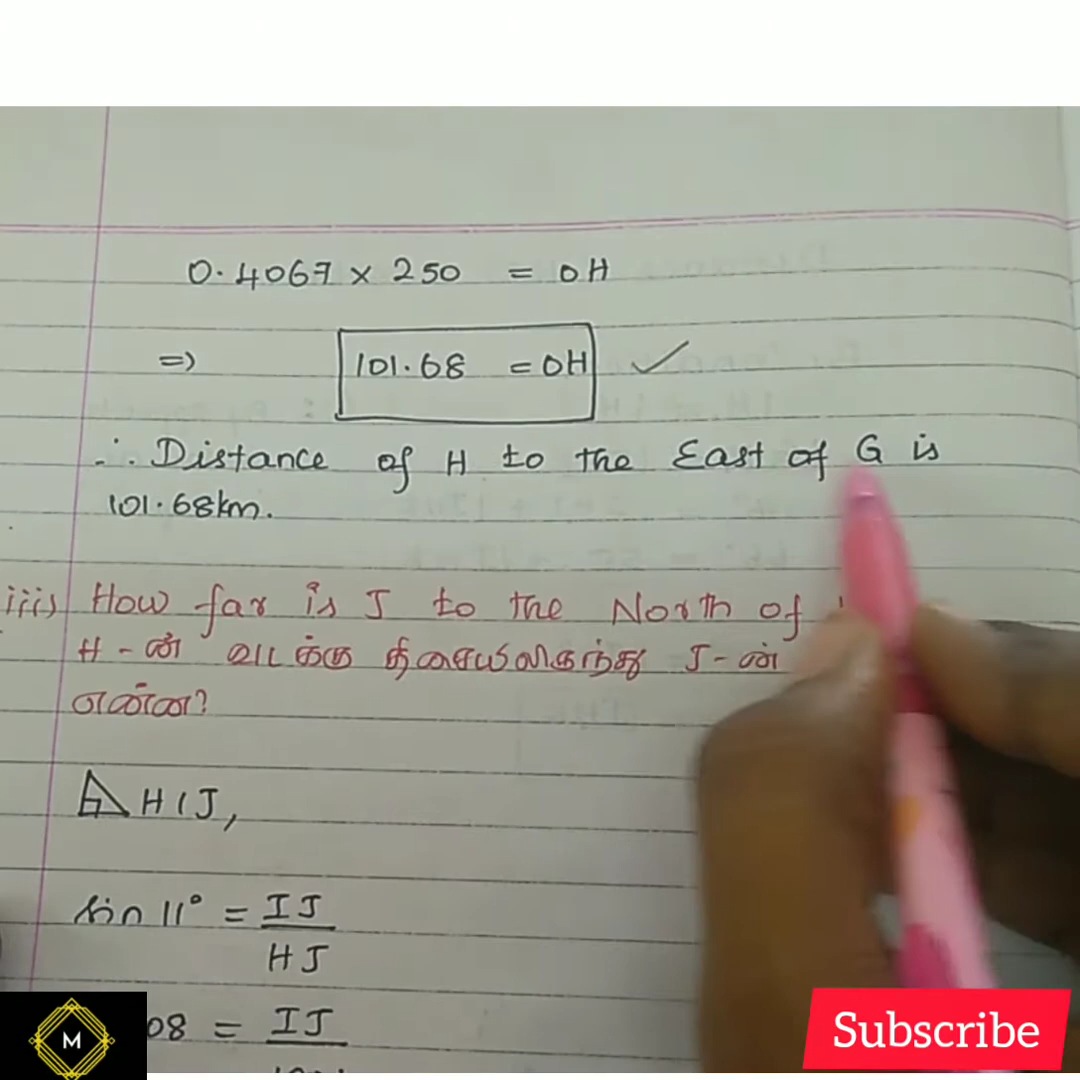 0.4067 × 250 = OH
=) 101.68 = OH ✓
∴ Distance of H to the East of G is
101.68km.
iii) How far is J to the North of
H-ன் வடக்கு திசையிலிருந்து J-ன்
என்ன?
HIJ,
sin 11° = IJ
HJ
08 = IJ
M
Subscribe